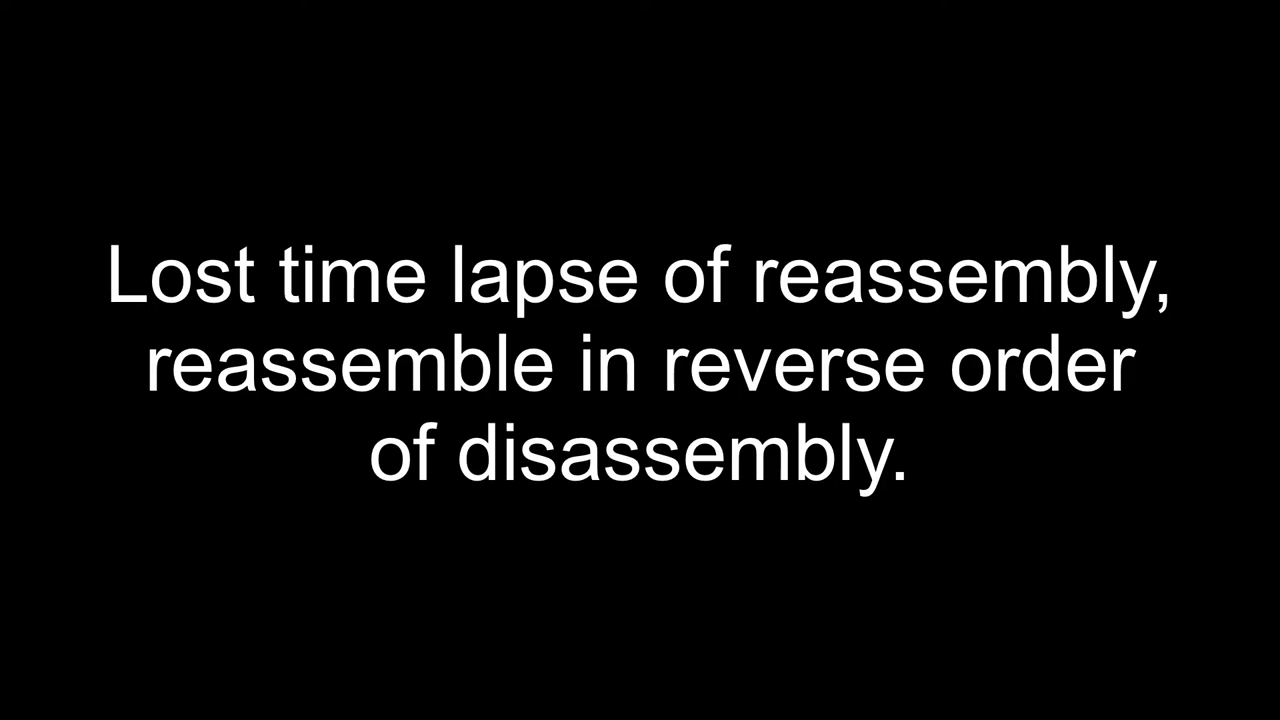 Lost time lapse of reassembly,
reassemble in reverse order
of disassembly.